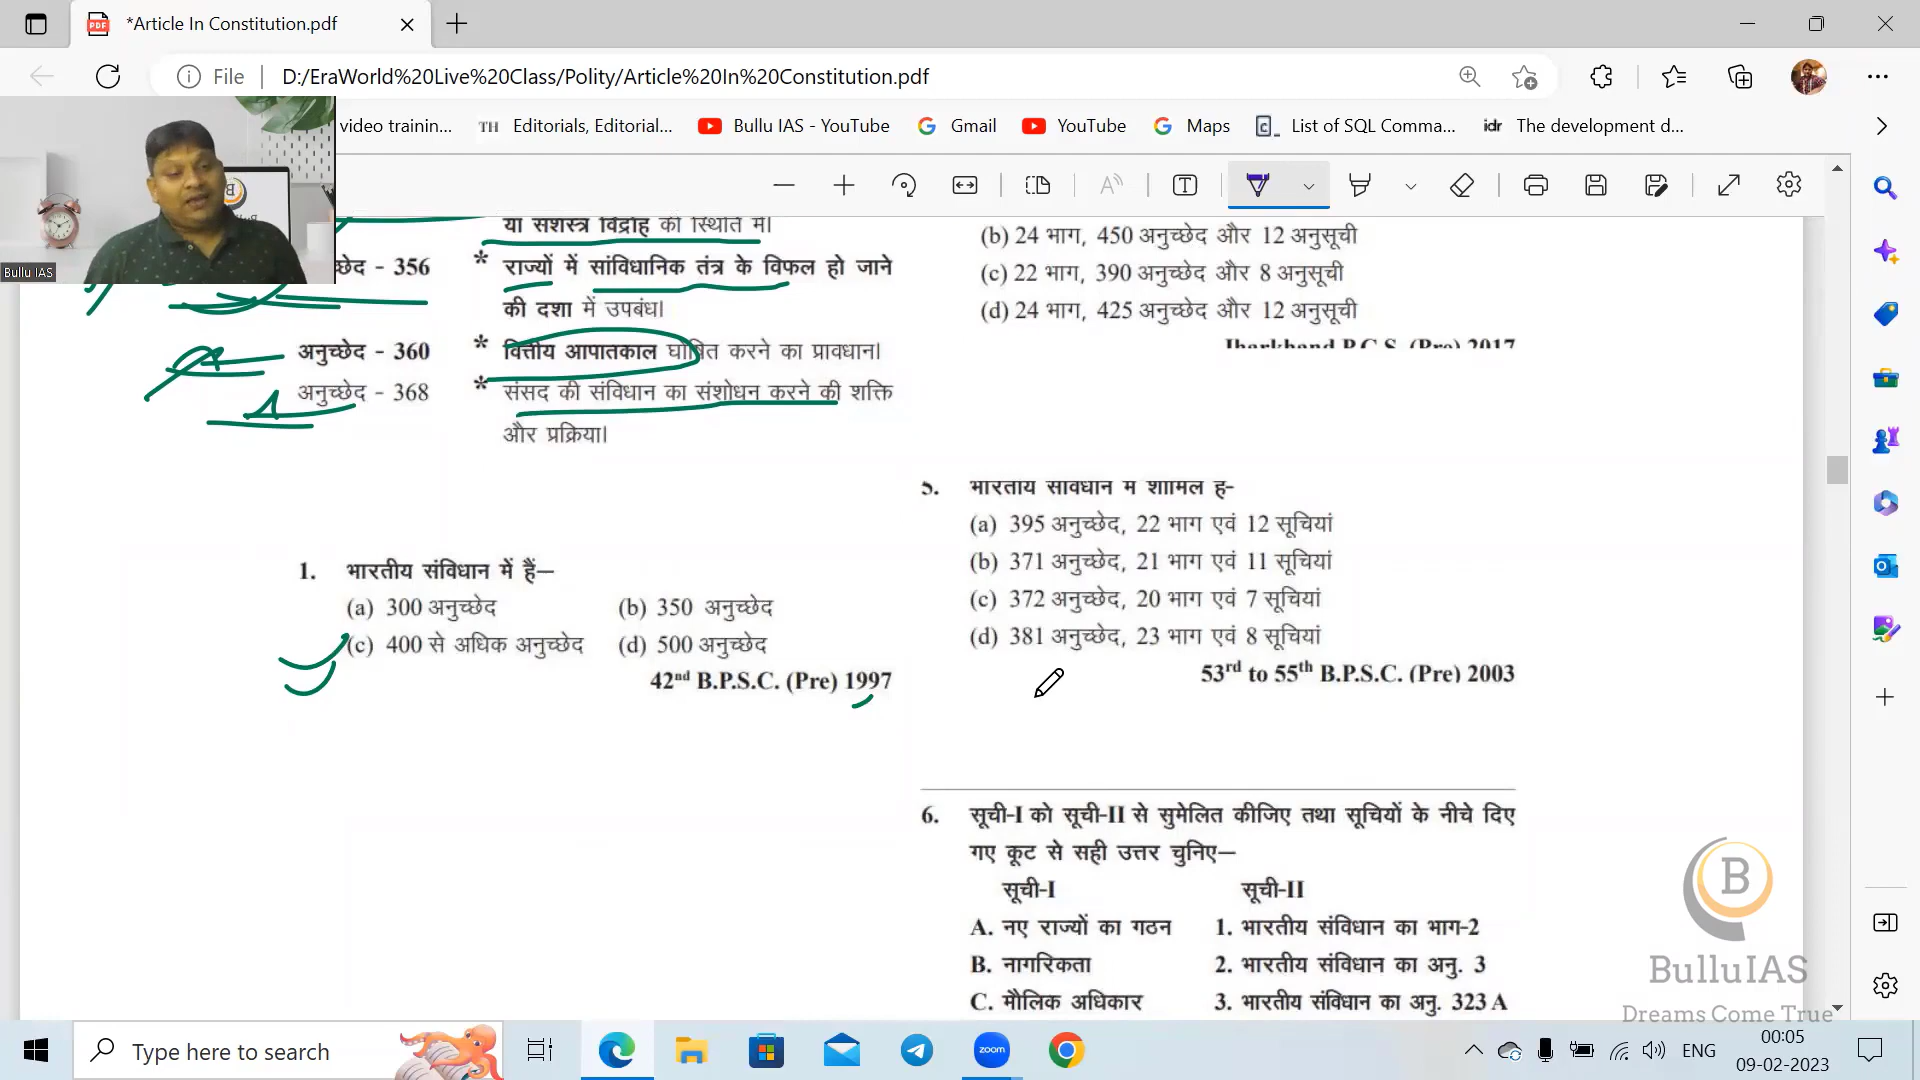 *Article In Constitution.pdf
File
D:/EraWorld%20Live%20Class/Polity/Article%20In%20Constitution.pdf
video trainin...
TH Editorials, Editorial...
Bullu IAS - YouTube
Gmail
YouTube
Maps
List of SQL Comma...
idr The development d...
Bullu IAS
या सशस्त्र विद्रोह की स्थिति में।
च्छेद - 356 * राज्यों में सांविधानिक तंत्र के विफल हो जाने
की दशा में उपबंध।
अनुच्छेद - 360 * वित्तीय आपातकाल घोषित करने का प्रावधान।
अनुच्छेद - 368 * संसद की संविधान का संशोधन करने की शक्ति
और प्रक्रिया।
1. भारतीय संविधान में हैं—
(a) 300 अनुच्छेद (b) 350 अनुच्छेद
(c) 400 से अधिक अनुच्छेद (d) 500 अनुच्छेद
42nd B.P.S.C. (Pre) 1997
(b) 24 भाग, 450 अनुच्छेद और 12 अनुसूची
(c) 22 भाग, 390 अनुच्छेद और 8 अनुसूची
(d) 24 भाग, 425 अनुच्छेद और 12 अनुसूची
Jharkhand P.C.S. (Pre) 2017
5. भारतीय संविधान में शामिल हैं-
(a) 395 अनुच्छेद, 22 भाग एवं 12 सूचियां
(b) 371 अनुच्छेद, 21 भाग एवं 11 सूचियां
(c) 372 अनुच्छेद, 20 भाग एवं 7 सूचियां
(d) 381 अनुच्छेद, 23 भाग एवं 8 सूचियां
53rd to 55th B.P.S.C. (Pre) 2003
6. सूची-I को सूची-II से सुमेलित कीजिए तथा सूचियों के नीचे दिए
गए कूट से सही उत्तर चुनिए—
सूची-I सूची-II
A. नए राज्यों का गठन 1. भारतीय संविधान का भाग-2
B. नागरिकता 2. भारतीय संविधान का अनु. 3
C. मौलिक अधिकार 3. भारतीय संविधान का अनु. 323 A
B
BulluIAS
Dreams Come True
Type here to search
zoom
ENG
00:05
09-02-2023